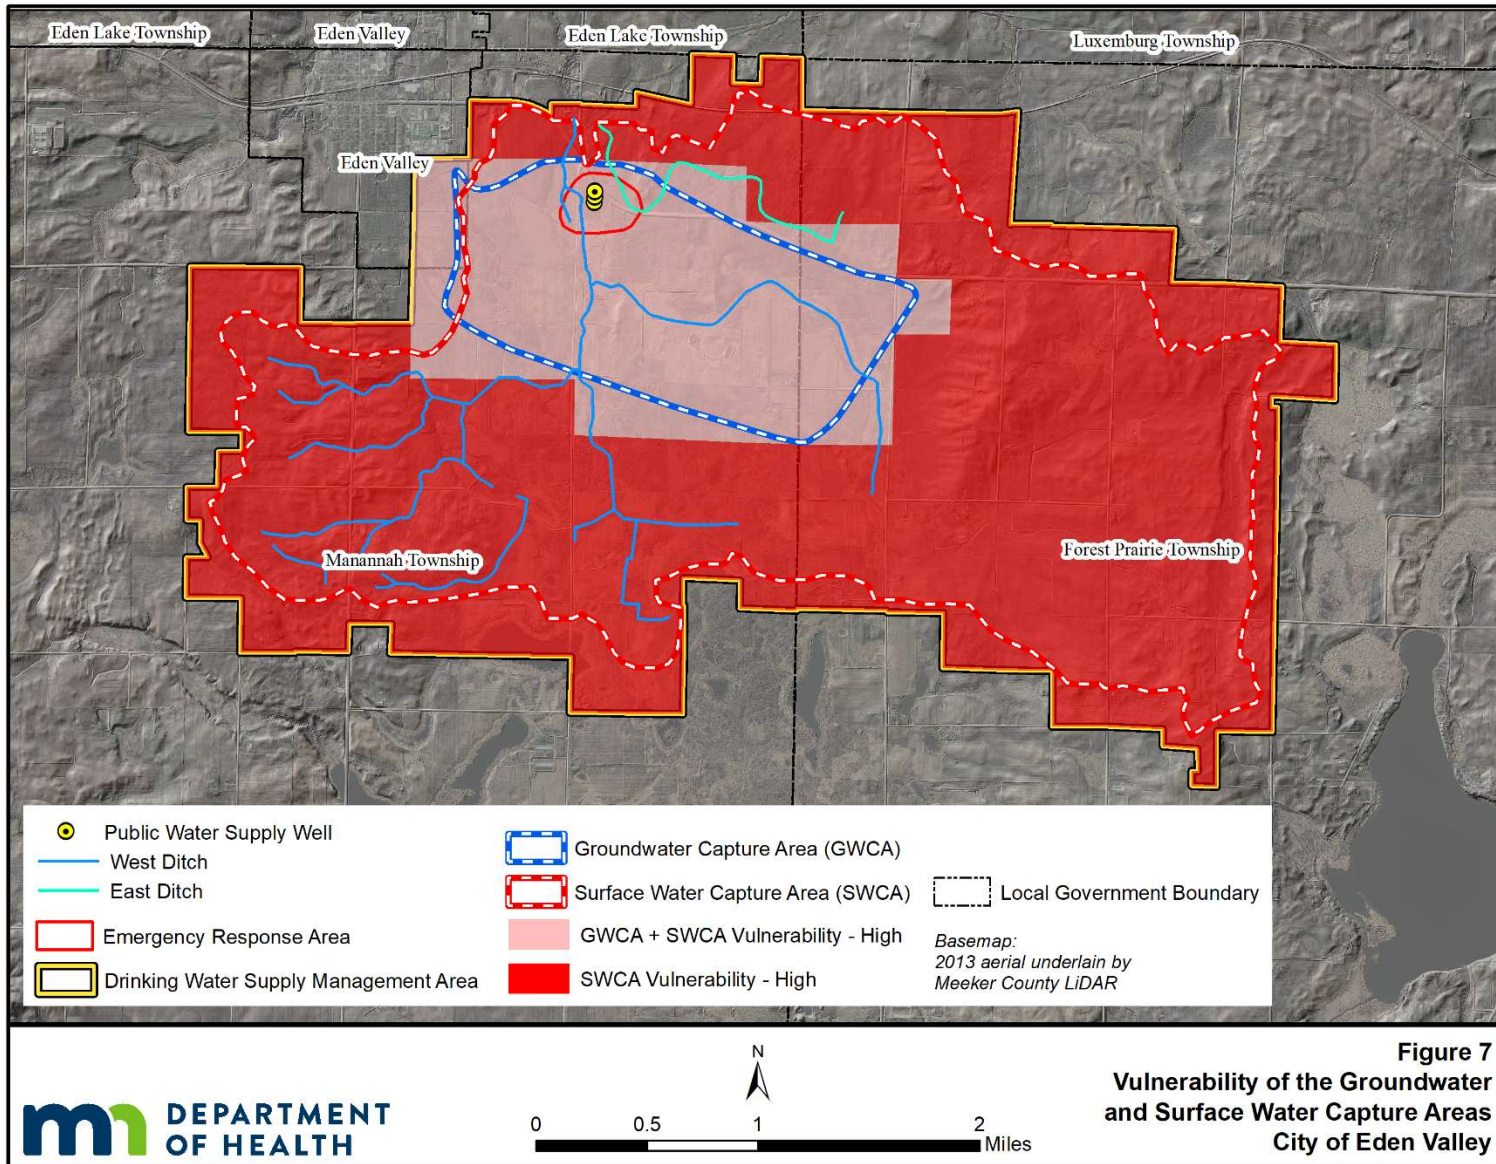 Eden Lake Township
Eden Valley
Eden Lake Township
Luxemburg Township
Eden Valley
Manannah Township
Forest Prairie Township
Public Water Supply Well
West Ditch
East Ditch
Emergency Response Area
Drinking Water Supply Management Area
Groundwater Capture Area (GWCA)
Surface Water Capture Area (SWCA)
GWCA + SWCA Vulnerability - High
SWCA Vulnerability - High
Local Government Boundary
Basemap:
2013 aerial underlain by
Meeker County LiDAR
mn DEPARTMENT
OF HEALTH
N
0 0.5 1 2
Miles
Figure 7
Vulnerability of the Groundwater
and Surface Water Capture Areas
City of Eden Valley